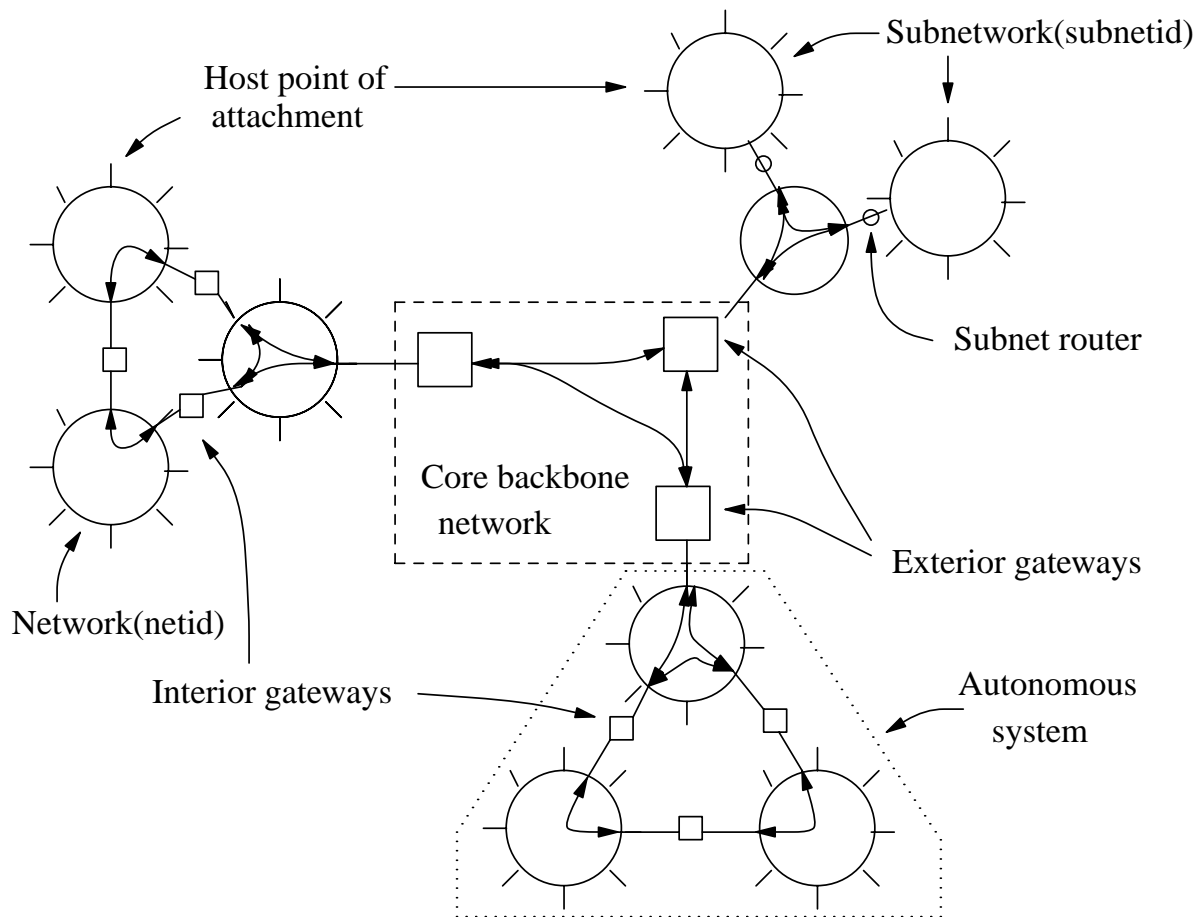 Subnetwork(subnetid)
Host point of
attachment
Subnet router
Core backbone
network
Exterior gateways
Network(netid)
Interior gateways
Autonomous
system